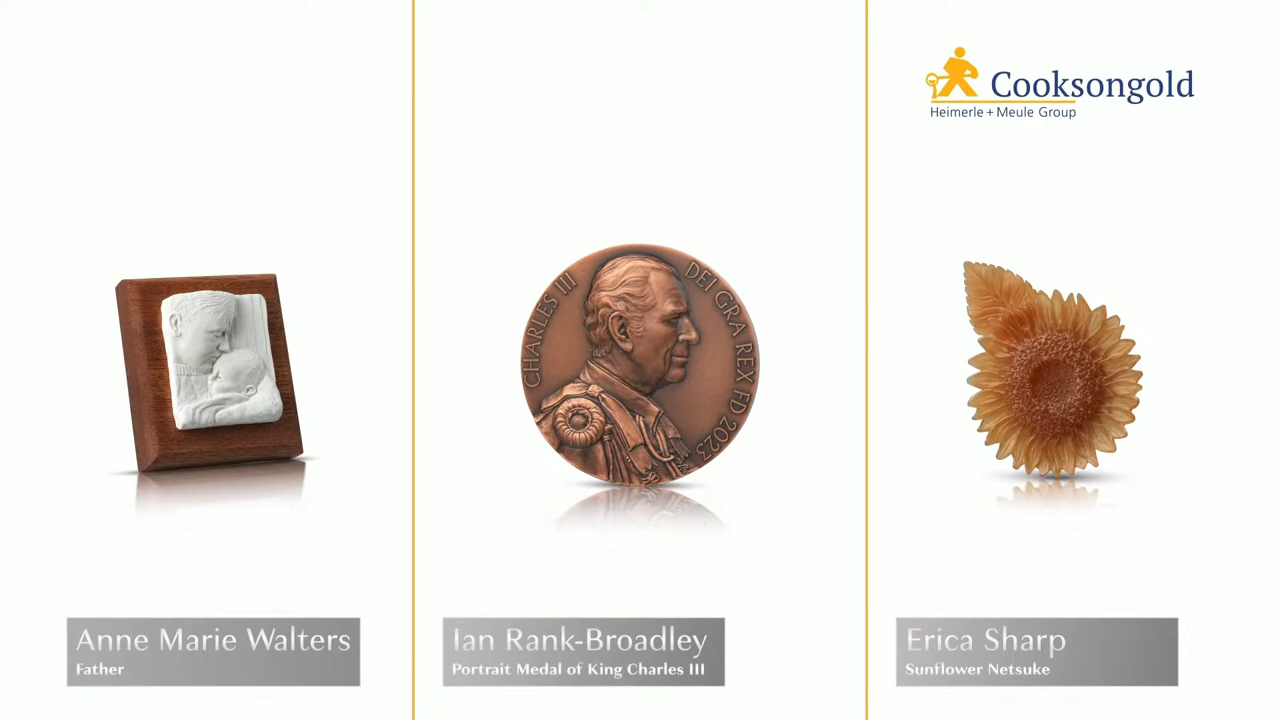 Cooksongold
Heimerle + Meule Group
CHARLES III DEI GRA REX FD 2023
Anne Marie Walters
Father
Ian Rank-Broadley
Portrait Medal of King Charles III
Erica Sharp
Sunflower Netsuke